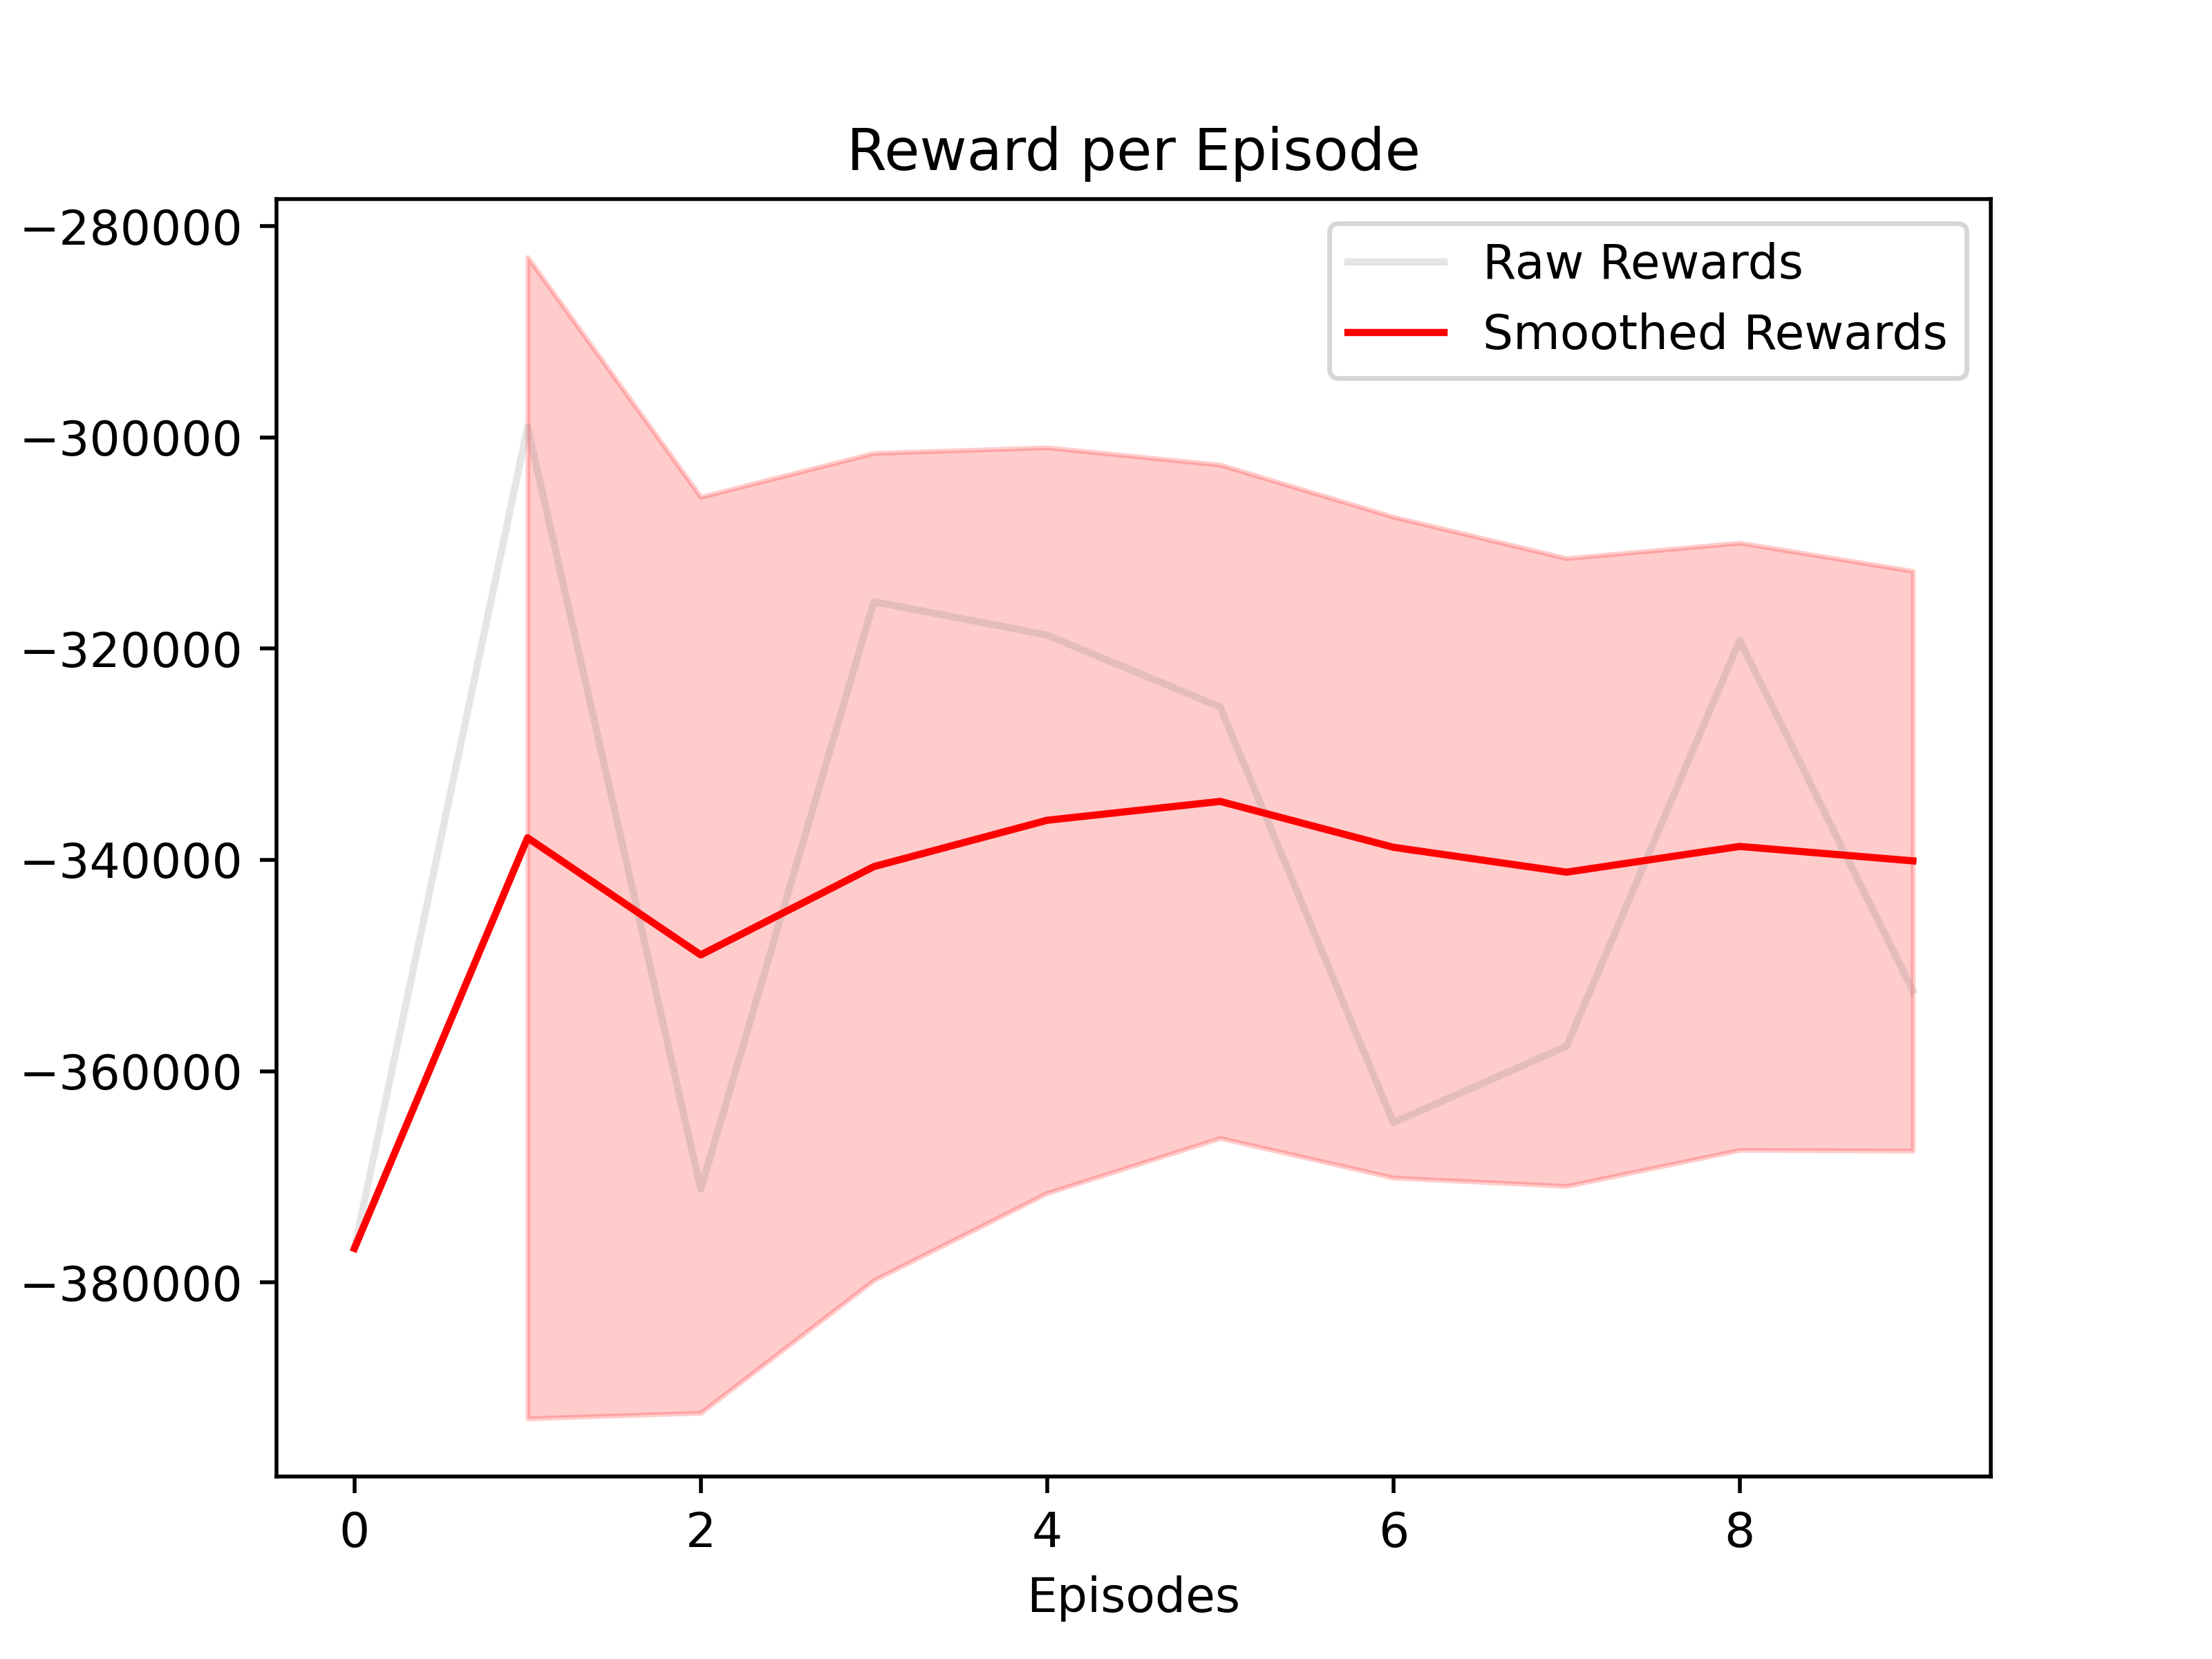 Reward per Episode
Raw Rewards
Smoothed Rewards
−280000
−300000
−320000
−340000
−360000
−380000
0 2 4 6 8
Episodes